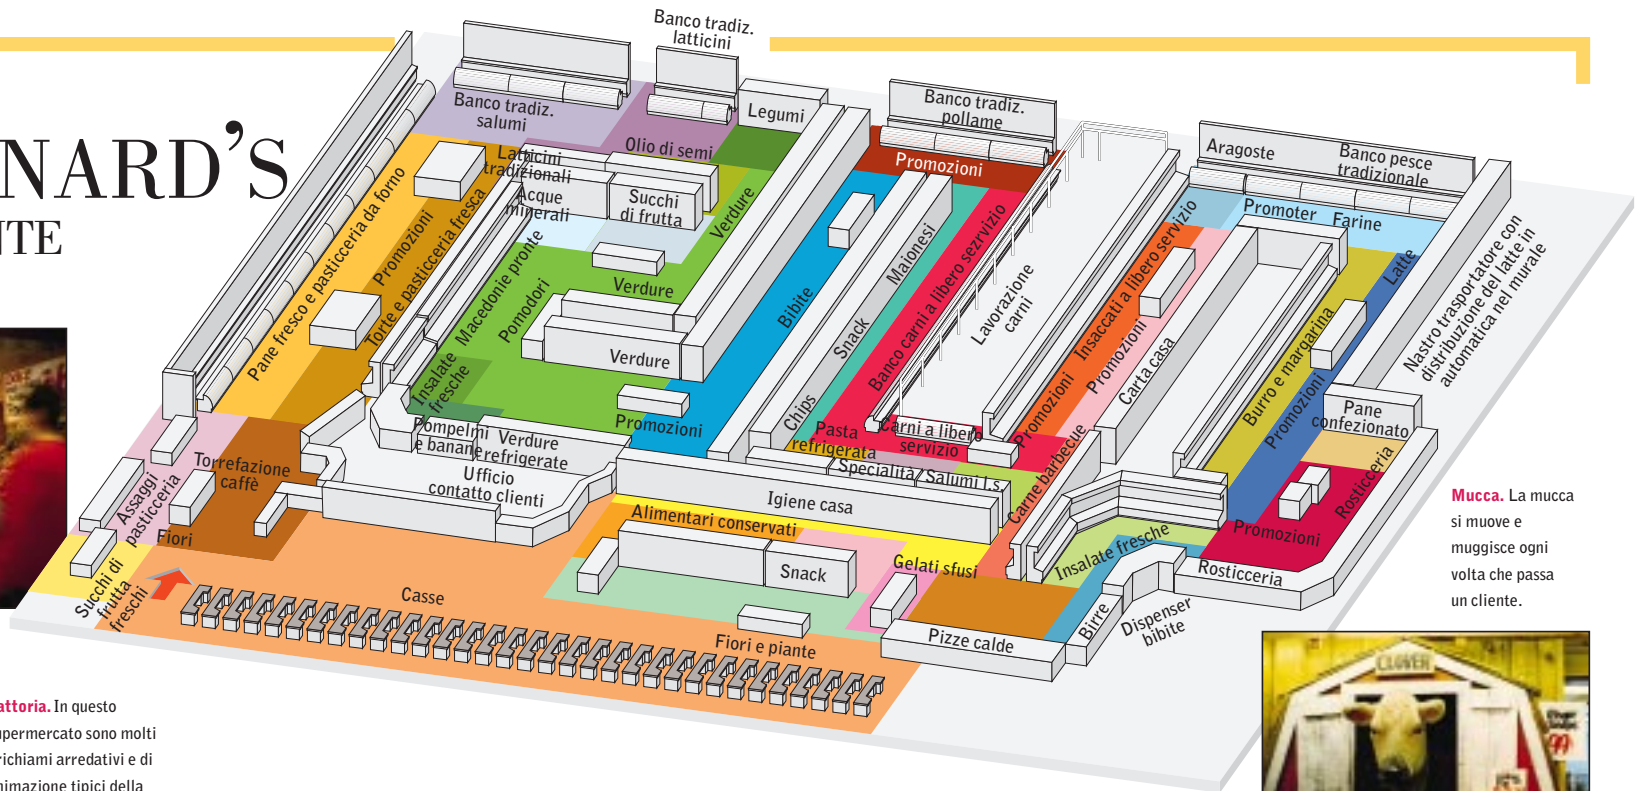 NARD'S
NTE
Banco tradiz.
latticini
Banco tradiz.
salumi
Legumi
Olio di semi
Banco tradiz.
pollame
Promozioni
Aragoste
Banco pesce
tradizionale
Promoter
Farine
Latte
Nastro trasportatore con
distribuzione del latte in
automatica nel murale
Pane fresco e pasticceria da forno
Promozioni
Torte e pasticceria fresca
Latticini
tradizionali
Acque
minerali
Succhi
di frutta
Verdure
Macedonie pronte
Pomodori
Verdure
Verdure
Insalate
fresche
Promozioni
Pompelmi
e banane
Verdure
refrigerate
Ufficio
contatto clienti
Bibite
Maionesi
Snack
Chips
Banco carni a libero sezrvizio
Lavorazione
carni
Pasta
refrigerata
Carni a libero
servizio
Specialità
Salumi l.s.
Insaccati a libero servizio
Promozioni
Promozioni
Carta casa
Carne barbecue
Burro e margarina
Promozioni
Pane
confezionato
Rosticceria
Promozioni
Rosticceria
Insalate fresche
Birre
Dispenser
bibite
Pizze calde
Gelati sfusi
Igiene casa
Alimentari conservati
Snack
Fiori e piante
Casse
Torrefazione
caffè
Assaggi
pasticceria
Fiori
Succhi di
frutta
freschi
Mucca. La mucca
si muove e
muggisce ogni
volta che passa
un cliente.
attoria. In questo
upermercato sono molti
richiami arredativi e di
nimazione tipici della
CLOVER